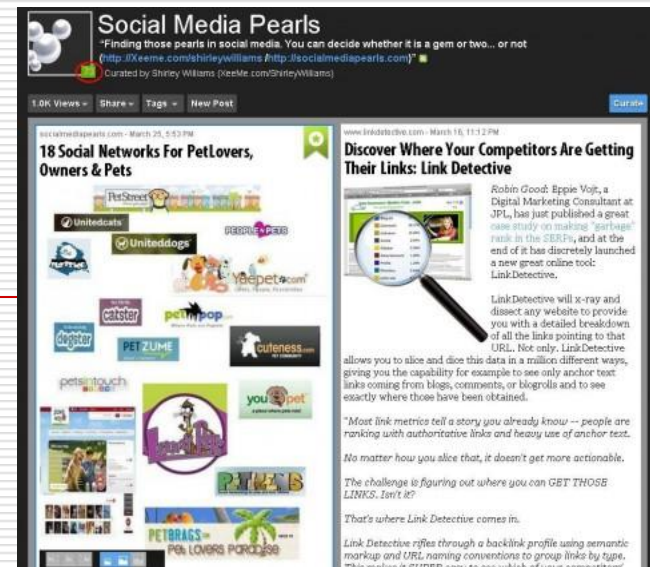 Social Media Pearls
"Finding those pearls in social media. You can decide whether it is a gem or two... or not
(http://Xeeme.com/shirleywilliams /http://socialmediapearls.com)"
Curated by Shirley Williams (XeeMe.com/ShirleyWilliams)
1.0K Views
Share
Tags
New Post
Curate
socialmediapearls.com - March 25, 5:53 PM
18 Social Networks For PetLovers,
Owners & Pets
PetStreet
Unitedcats
PEOPLE PETS
Uniteddogs
Yaepet.com
catster
petpop
dogster
PETZUME
cuteness.com
petsintouch
you pet
PETBRAGS
PET LOVERS PARADISE
www.linkdetective.com - March 16, 11:12 PM
Discover Where Your Competitors Are Getting
Their Links: Link Detective
Robin Good: Eppie Vojt, a
Digital Marketing Consultant at
JPL, has just published a great
case study on making "garbage"
rank in the SERPs, and at the
end of it has discretely launched
a new great online tool:
LinkDetective.
LinkDetective will x-ray and
dissect any website to provide
you with a detailed breakdown
of all the links pointing to that
URL. Not only. LinkDetective
allows you to slice and dice this data in a million different ways,
giving you the capability for example to see only anchor text
links coming from blogs, comments, or blogrolls and to see
exactly where those have been obtained.
"Most link metrics tell a story you already know -- people are
ranking with authoritative links and heavy use of anchor text.
No matter how you slice that, it doesn't get more actionable.
The challenge is figuring out where you can GET THOSE
LINKS. Isn't it?
That's where Link Detective comes in.
Link Detective rifles through a backlink profile using semantic
markup and URL naming conventions to group links by type.
This makes it SUPER easy to see which of your competitors'